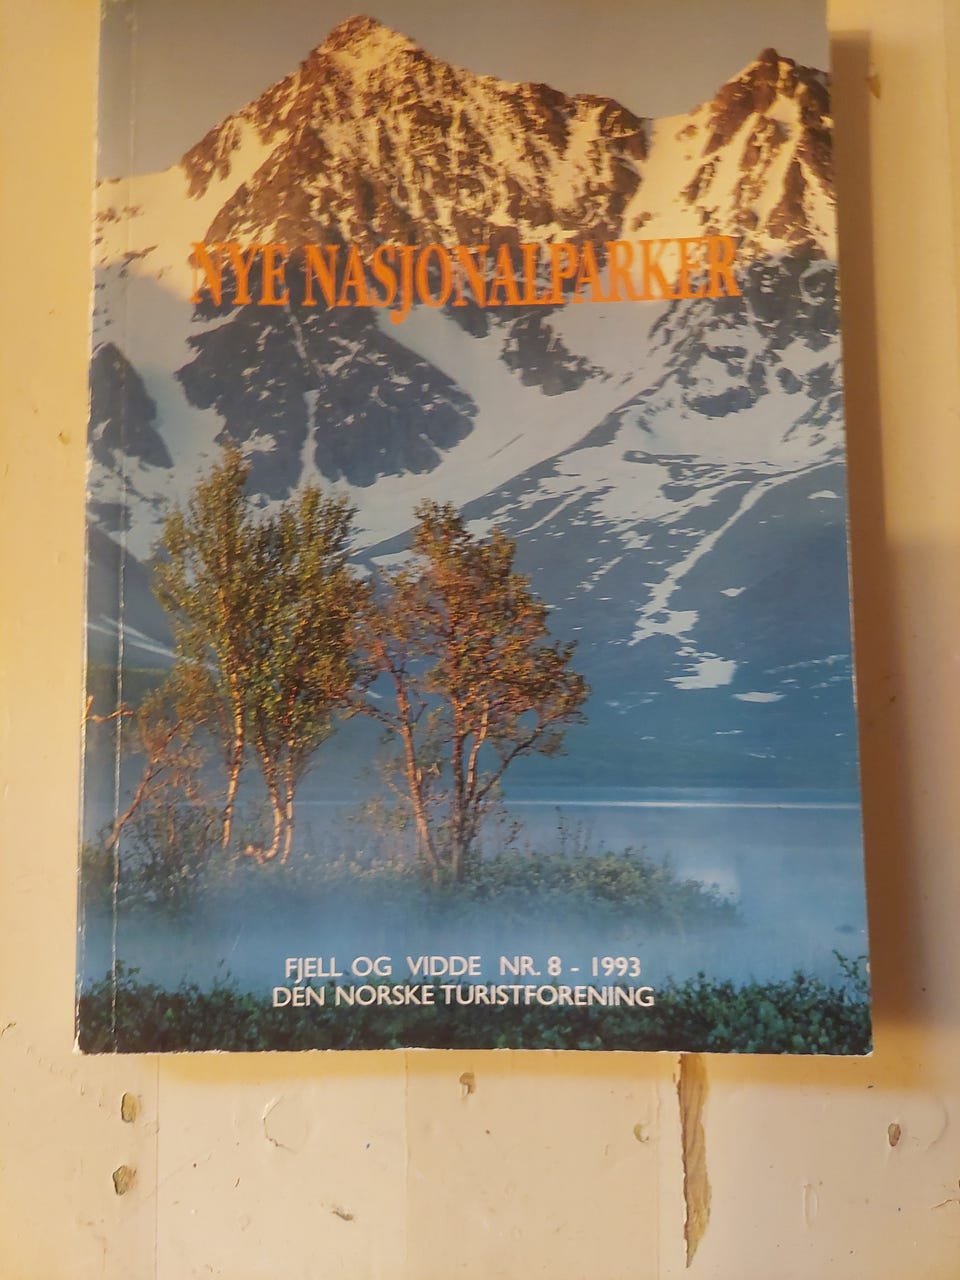 NYE NASJONALPARKER
FJELL OG VIDDE NR. 8 - 1993
DEN NORSKE TURISTFORENING